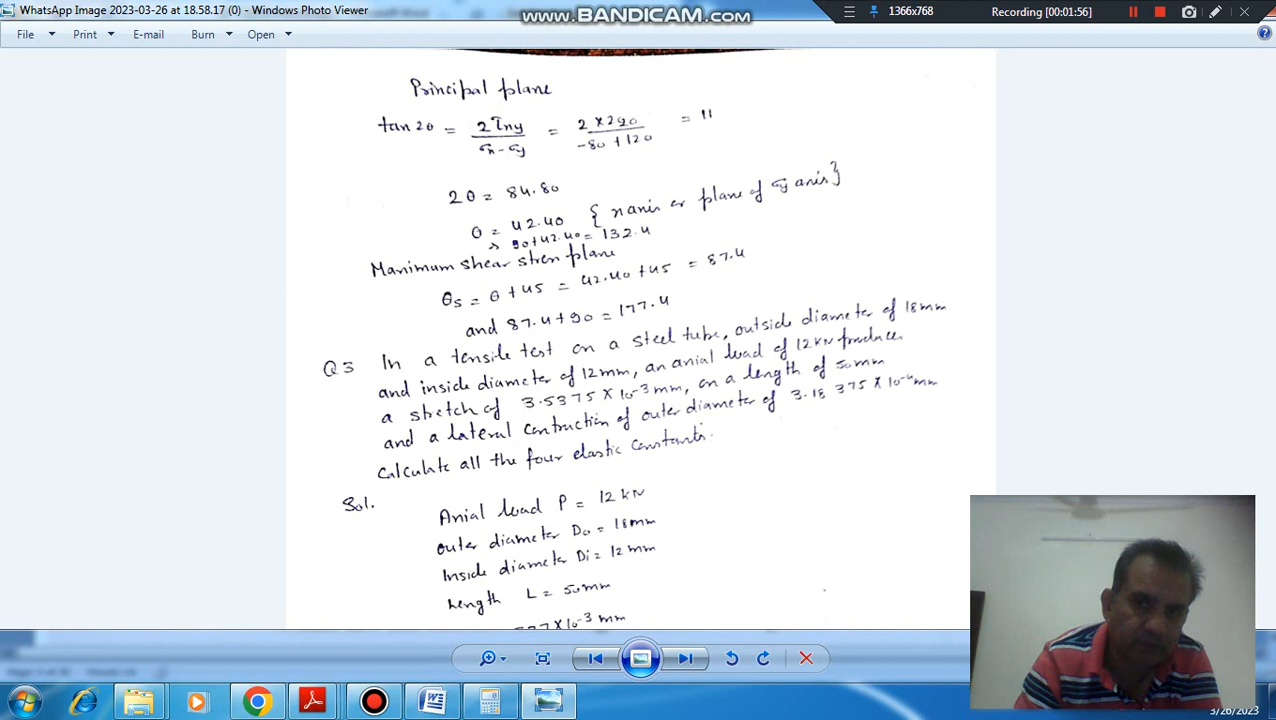 WhatsApp Image 2023-03-26 at 18.58.17 (0) - Windows Photo Viewer
www.BANDICAM.com
1366x768
Recording [00:01:56]
File Print E-mail Burn Open
Principal plane
tan 2θ = 2τxy / σx - σy = 2 × 290 / -80 + 120 = 11
2θ = 84.80
θ = 42.40 { x axis or plane of σy axis}
90+42.40 = 132.4
Maximum shear stress plane
θs = θ + 45 = 42.40 + 45 = 87.4
and 87.4 + 90 = 177.4
Q3 In a tensile test on a steel tube, outside diameter of 18mm
and inside diameter of 12mm, an axial load of 12 kN produces
a stretch of 3.5375 × 10-3 mm, on a length of 50mm
and a lateral contruction of outer diameter of 3.18375 × 10-4 mm
Calculate all the four elastic constants.
Sol.
Axial load P = 12 kN
outer diameter Do = 18mm
Inside diameter Di = 12 mm
length L = 50mm
×10-3 mm
3/26/2023